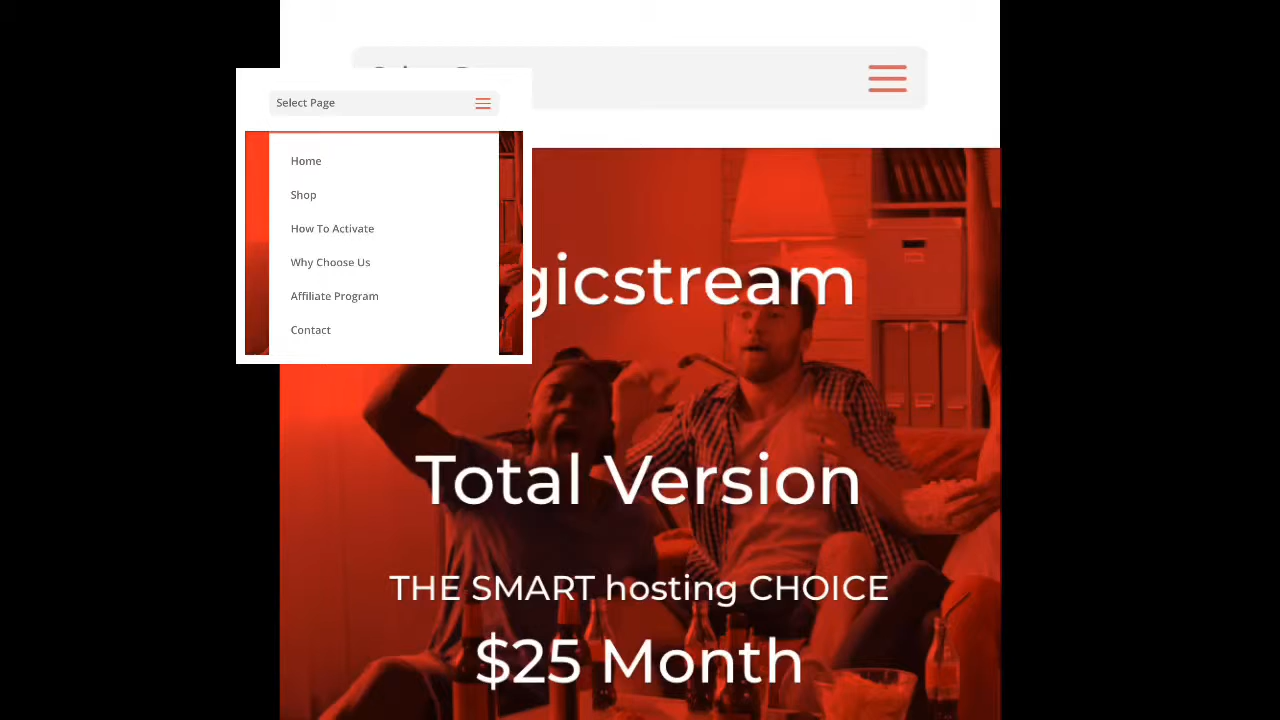 Select Page
Home
Shop
How To Activate
Why Choose Us
Affiliate Program
Contact
gicstream
Total Version
THE SMART hosting CHOICE
$25 Month